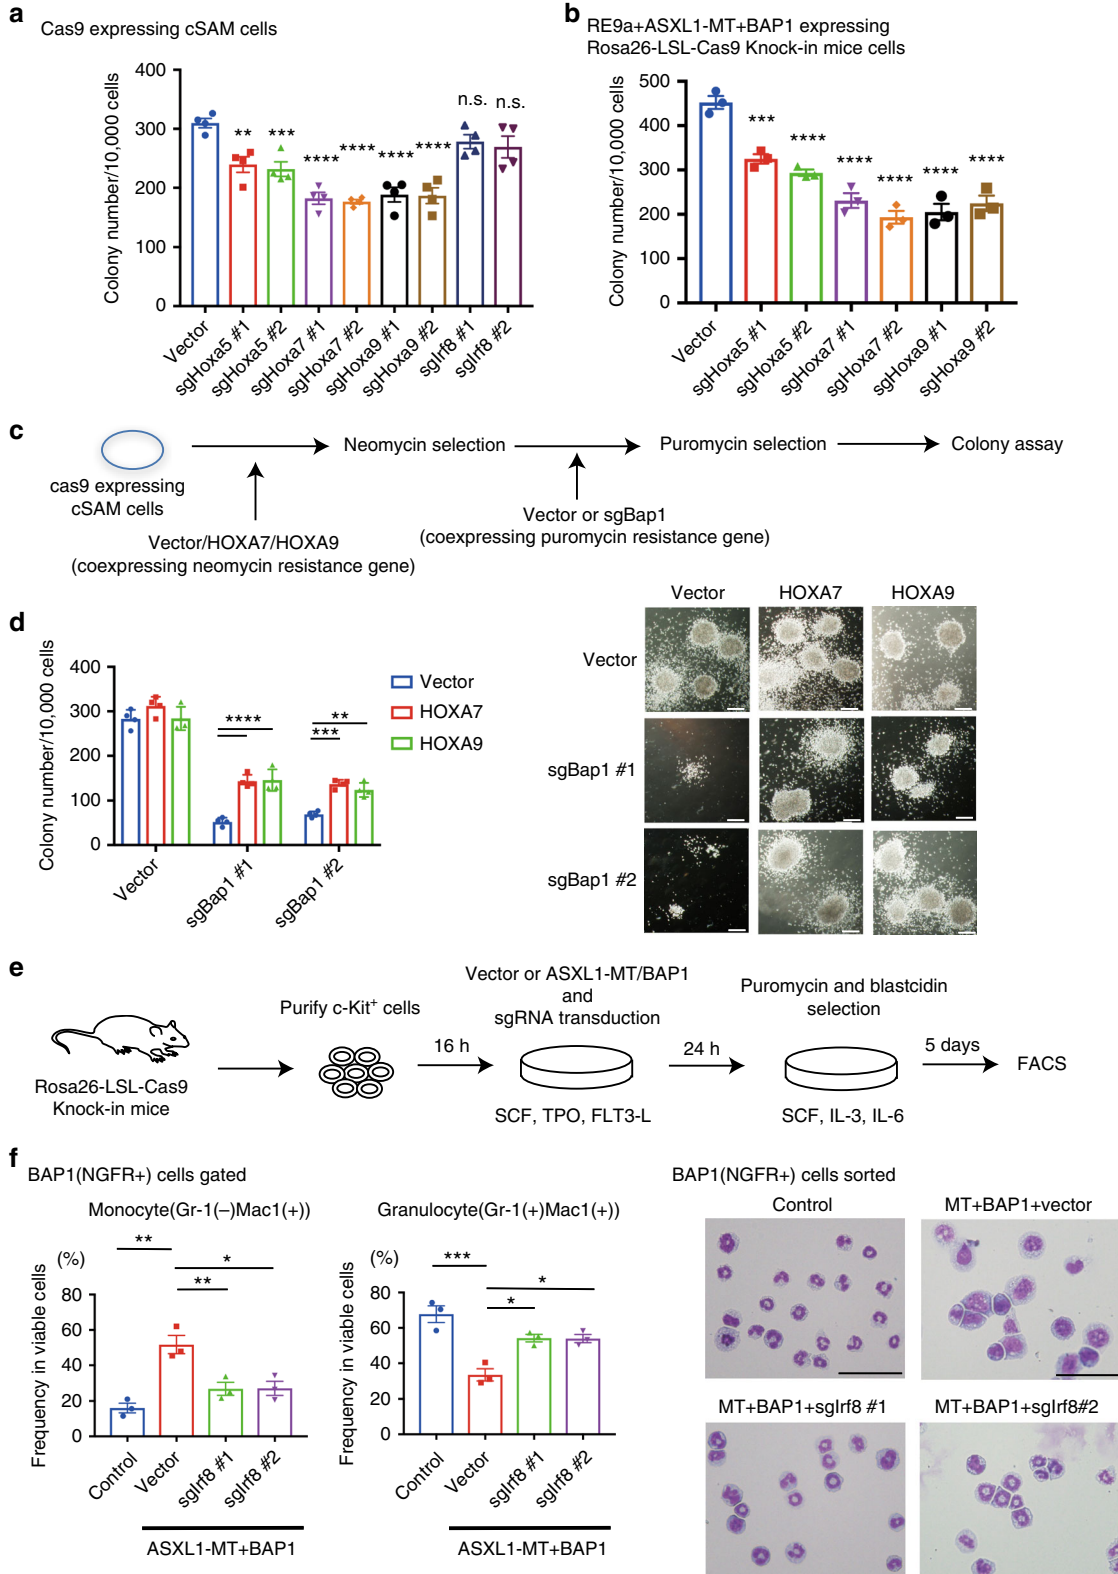 a
Cas9 expressing cSAM cells
Colony number/10,000 cells
400
300
200
100
0
**
***
****
****
****
****
n.s.
n.s.
Vector
sgHoxa5 #1
sgHoxa5 #2
sgHoxa7 #1
sgHoxa7 #2
sgHoxa9 #1
sgHoxa9 #2
sgIrf8 #1
sgIrf8 #2
b
RE9a+ASXL1-MT+BAP1 expressing
Rosa26-LSL-Cas9 Knock-in mice cells
Colony number/10,000 cells
500
400
300
200
100
0
***
****
****
****
****
****
Vector
sgHoxa5 #1
sgHoxa5 #2
sgHoxa7 #1
sgHoxa7 #2
sgHoxa9 #1
sgHoxa9 #2
c
cas9 expressing
cSAM cells
Neomycin selection
Puromycin selection
Colony assay
Vector/HOXA7/HOXA9
(coexpressing neomycin resistance gene)
Vector or sgBap1
(coexpressing puromycin resistance gene)
d
Colony number/10,000 cells
400
300
200
100
0
****
**
***
Vector
sgBap1 #1
sgBap1 #2
Vector
HOXA7
HOXA9
Vector
HOXA7
HOXA9
Vector
sgBap1 #1
sgBap1 #2
e
Rosa26-LSL-Cas9
Knock-in mice
Purify c-Kit+ cells
16 h
Vector or ASXL1-MT/BAP1
and
sgRNA transduction
SCF, TPO, FLT3-L
24 h
Puromycin and blastcidin
selection
SCF, IL-3, IL-6
5 days
FACS
f
BAP1(NGFR+) cells gated
Monocyte(Gr-1(–)Mac1(+))
(%)
Frequency in viable cells
80
60
40
20
0
**
*
**
Control
Vector
sgIrf8 #1
sgIrf8 #2
ASXL1-MT+BAP1
Granulocyte(Gr-1(+)Mac1(+))
(%)
Frequency in viable cells
80
60
40
20
0
***
*
*
Control
Vector
sgIrf8 #1
sgIrf8 #2
ASXL1-MT+BAP1
BAP1(NGFR+) cells sorted
Control
MT+BAP1+vector
MT+BAP1+sgIrf8 #1
MT+BAP1+sgIrf8#2